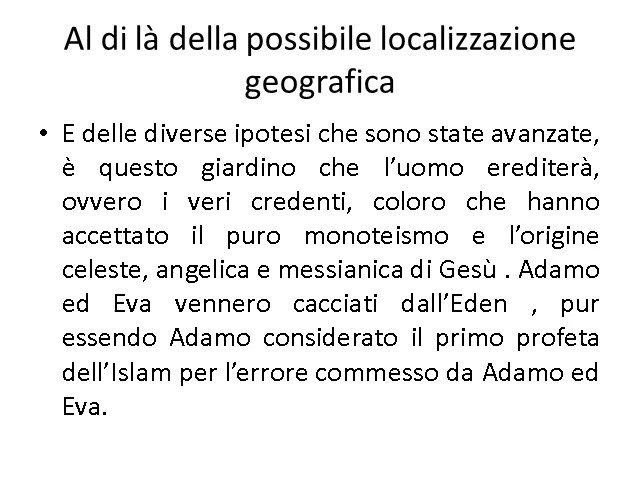 Al di là della possibile localizzazione
geografica
• E delle diverse ipotesi che sono state avanzate,
è questo giardino che l’uomo erediterà,
ovvero i veri credenti, coloro che hanno
accettato il puro monoteismo e l’origine
celeste, angelica e messianica di Gesù . Adamo
ed Eva vennero cacciati dall’Eden , pur
essendo Adamo considerato il primo profeta
dell’Islam per l’errore commesso da Adamo ed
Eva.